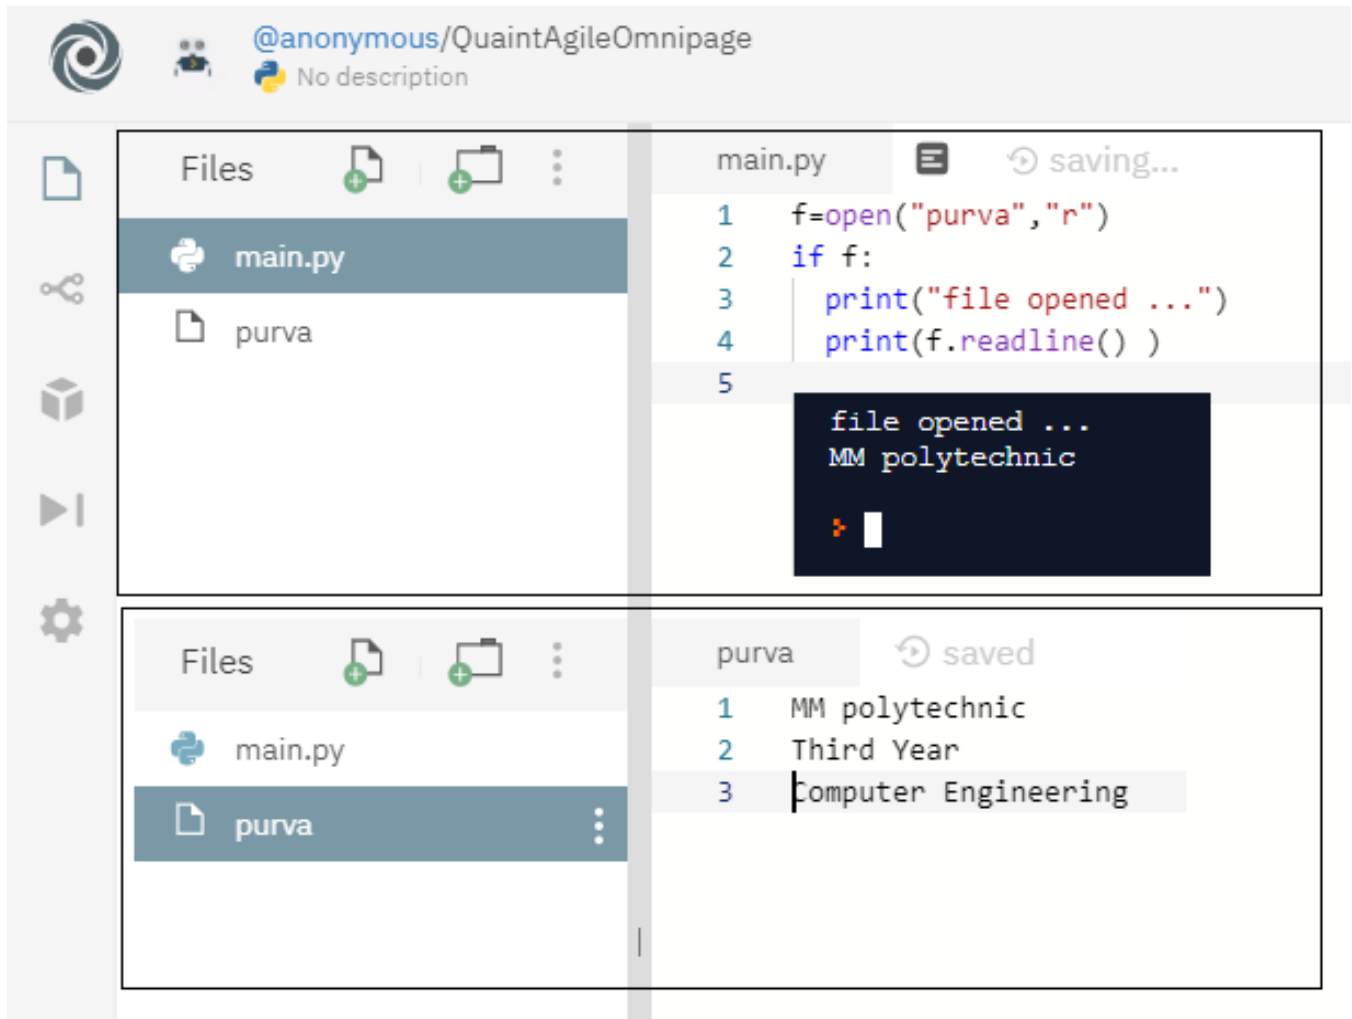 @anonymous/QuaintAgileOmnipage
No description
Files
main.py
purva
main.py saving...
1 f=open("purva","r")
2 if f:
3 print("file opened ...")
4 print(f.readline() )
5
file opened ...
MM polytechnic
Files
main.py
purva
purva saved
1 MM polytechnic
2 Third Year
3 Computer Engineering